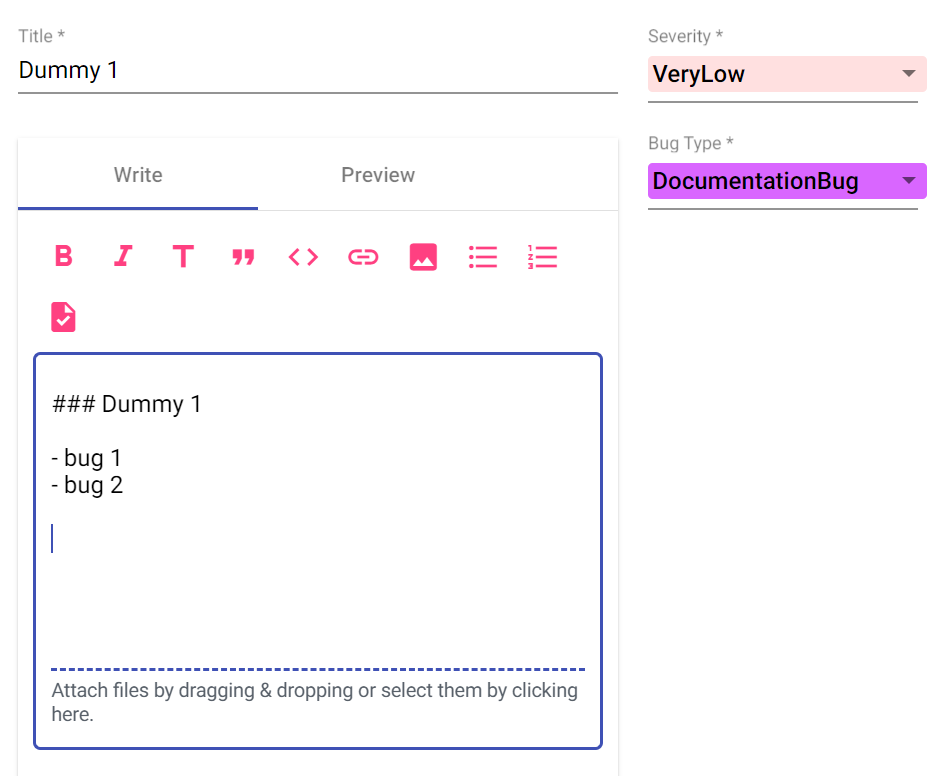 Title *
Dummy 1
Severity *
VeryLow
Bug Type *
DocumentationBug
Write Preview
### Dummy 1
- bug 1
- bug 2
Attach files by dragging & dropping or select them by clicking
here.